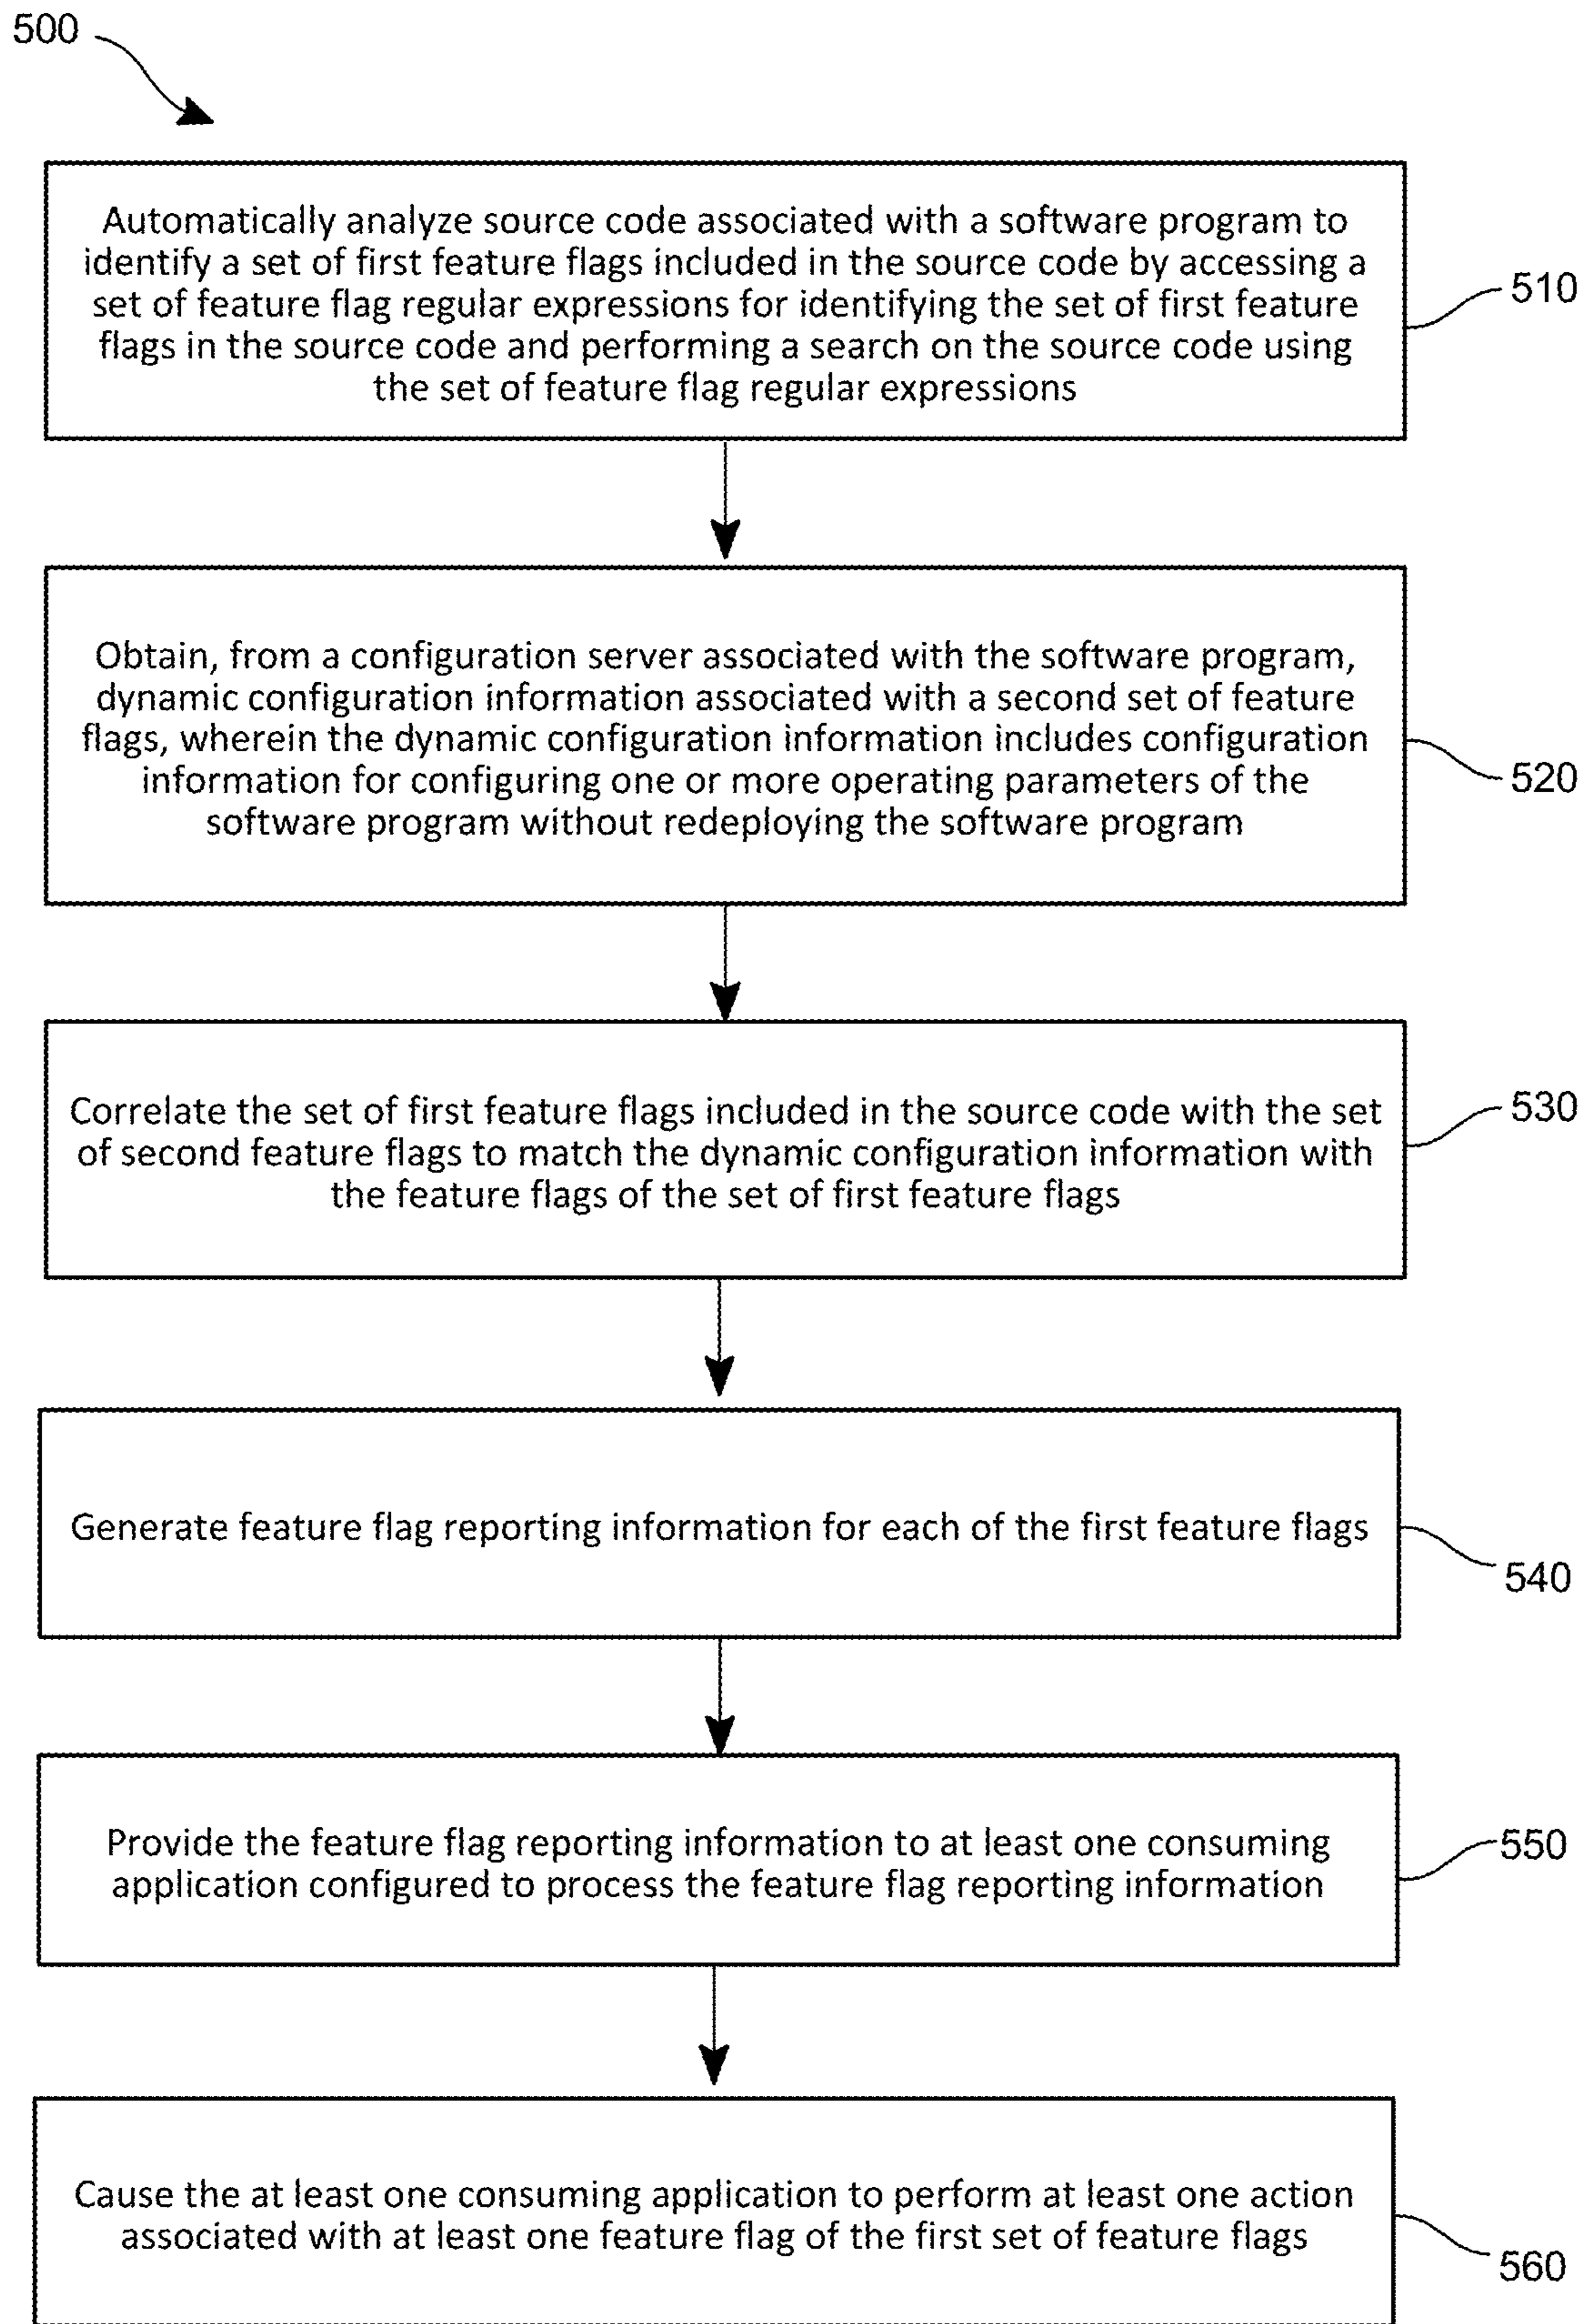 500
Automatically analyze source code associated with a software program to
identify a set of first feature flags included in the source code by accessing a
set of feature flag regular expressions for identifying the set of first feature
flags in the source code and performing a search on the source code using
the set of feature flag regular expressions
510
Obtain, from a configuration server associated with the software program,
dynamic configuration information associated with a second set of feature
flags, wherein the dynamic configuration information includes configuration
information for configuring one or more operating parameters of the
software program without redeploying the software program
520
Correlate the set of first feature flags included in the source code with the set
of second feature flags to match the dynamic configuration information with
the feature flags of the set of first feature flags
530
Generate feature flag reporting information for each of the first feature flags
540
Provide the feature flag reporting information to at least one consuming
application configured to process the feature flag reporting information
550
Cause the at least one consuming application to perform at least one action
associated with at least one feature flag of the first set of feature flags
560